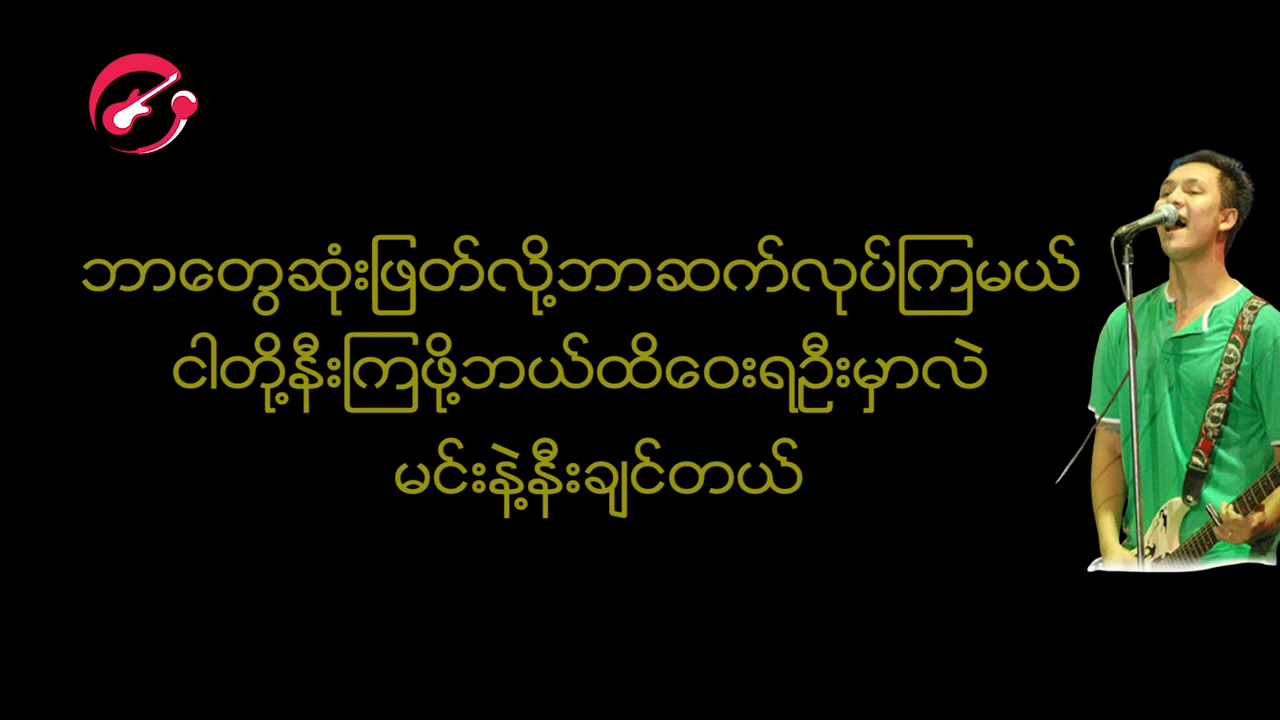 ဘာတွေဆုံးဖြတ်လို့ဘာဆက်လုပ်ကြမယ်
ငါတို့နီးကြဖို့ဘယ်ထိဝေးရဦးမှာလဲ
မင်းနဲ့နီးချင်တယ်